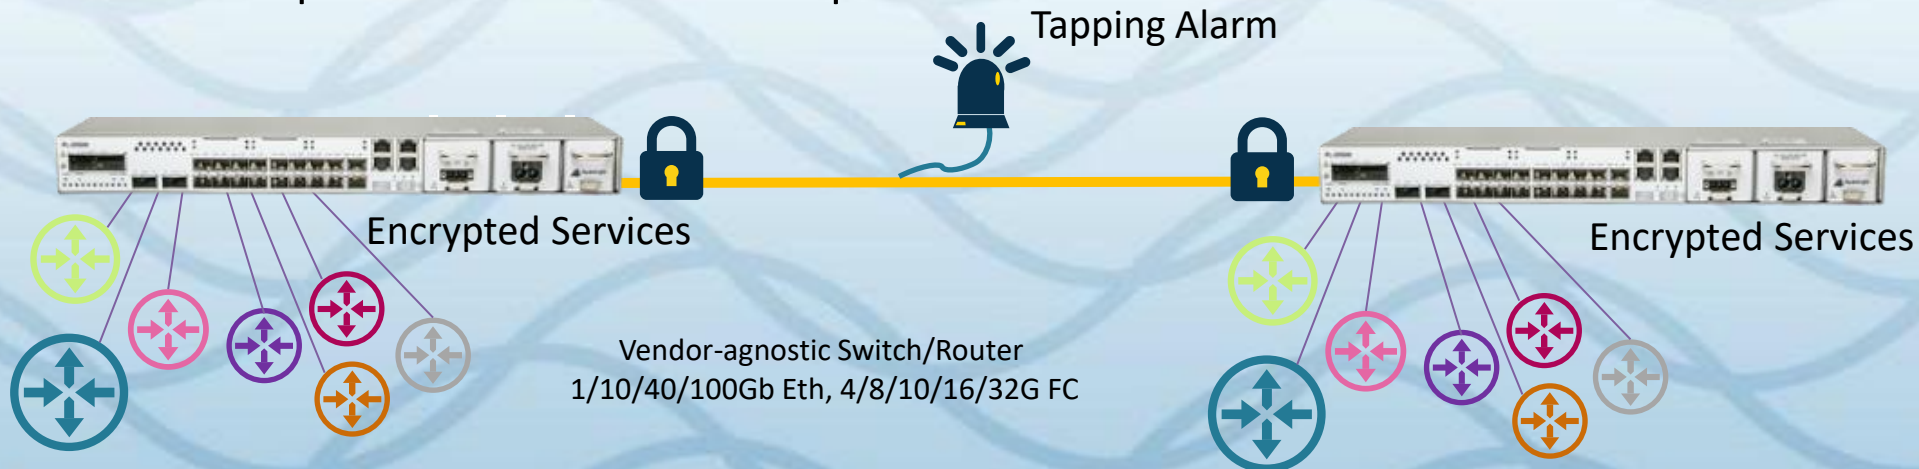 Tapping Alarm
Encrypted Services
Encrypted Services
Vendor-agnostic Switch/Router
1/10/40/100Gb Eth, 4/8/10/16/32G FC